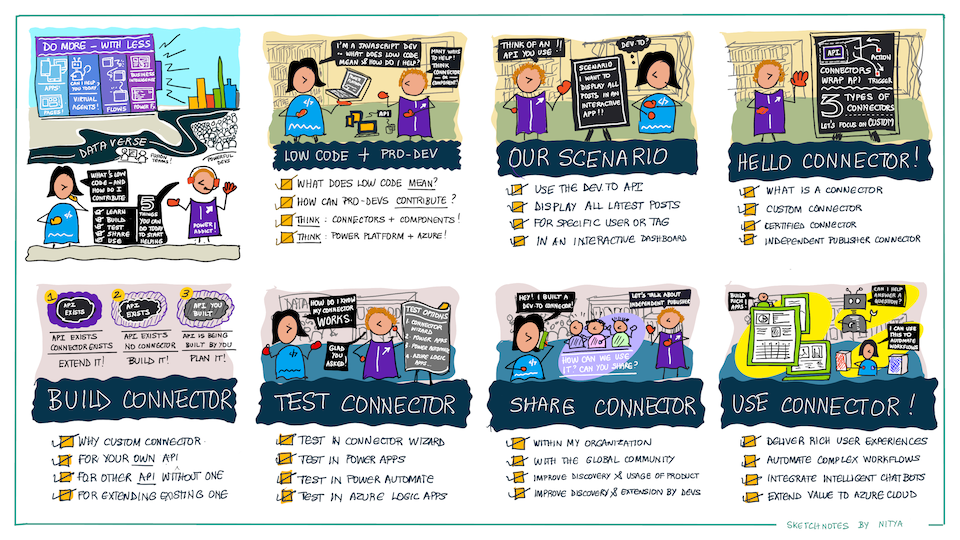 DO MORE - WITH LESS
APPS!
CAN I HELP
YOU TODAY
BUSINESS
INTELLIGENCE
PAGES!
VIRTUAL
AGENTS!
FLOWS
POWER FX
DATAVERSE
FUSION
TEAMS!
POWERFUL
DEVS
WHAT'S LOW
CODE - AND
HOW DO I
CONTRIBUTE
LEARN
BUILD
TEST
SHARE
USE
5
THINGS
YOU CAN
DO TODAY
TO START
HELPING
POWER
ADDICT!
I'M A JAVASCRIPT DEV
-- WHAT DOES LOW CODE
MEAN & HOW DO I HELP?
MANY WAYS
TO HELP!
THINK
CONNECTOR
- OR -
COMPONENT!
POWER
API
</>
LOW CODE + PRO-DEV
WHAT DOES LOW CODE MEAN?
HOW CAN PRO-DEVS CONTRIBUTE?
THINK: CONNECTORS + COMPONENTS!
THINK: POWER PLATFORM + AZURE!
THINK OF AN !!
API YOU USE
DEV.TO?
SCENARIO
I WANT TO
DISPLAY ALL
POSTS IN AN
INTERACTIVE
APP!!
</>
OUR SCENARIO
USE THE DEV.TO API
DISPLAY ALL LATEST POSTS
FOR SPECIFIC USER OR TAG
IN AN INTERACTIVE DASHBOARD
API
ACTION
CONNECTORS
WRAP API
TRIGGER
3 TYPES OF
CONNECTORS
LET'S FOCUS ON CUSTOM
HELLO CONNECTOR!
WHAT IS A CONNECTOR
CUSTOM CONNECTOR
CERTIFIED CONNECTOR
INDEPENDENT PUBLISHER CONNECTOR
1
API
EXISTS
2
API
EXISTS
3
API YOU
BUILT
API EXISTS
CONNECTOR EXISTS
EXTEND IT!
API EXISTS
NO CONNECTOR
BUILD IT!
API IS BEING
BUILT BY YOU
PLAN IT!
BUILD CONNECTOR
WHY CUSTOM CONNECTOR
FOR YOUR OWN API
FOR OTHER API WITHOUT ONE
FOR EXTENDING EXISTING ONE
DATA
HOW DO I KNOW
MY CONNECTOR
WORKS
GLAD
YOU
ASKED!
TEST OPTIONS
1. CONNECTOR
WIZARD
2. POWER APPS
3. POWER AUTOMATE
4. AZURE LOGIC
APPS
TEST CONNECTOR
TEST IN CONNECTOR WIZARD
TEST IN POWER APPS
TEST IN POWER AUTOMATE
TEST IN AZURE LOGIC APPS
HEY! I BUILT A
DEV-TO CONNECTOR!
LET'S TALK ABOUT
INDEPENDENT PUBLISHER
HOW CAN WE USE
IT? CAN YOU SHARE?
SHARE CONNECTOR
WITHIN MY ORGANIZATION
WITH THE GLOBAL COMMUNITY
IMPROVE DISCOVERY & USAGE OF PRODUCT
IMPROVE DISCOVERY & EXTENSION BY DEVS
BUILD
RICH
APPS
CAN I HELP
ANSWER A
QUESTION?
I CAN USE
THIS TO
AUTOMATE
WORKFLOWS
USE CONNECTOR!
DELIVER RICH USER EXPERIENCES
AUTOMATE COMPLEX WORKFLOWS
INTEGRATE INTELLIGENT CHATBOTS
EXTEND VALUE TO AZURE CLOUD
SKETCHNOTES BY NITYA